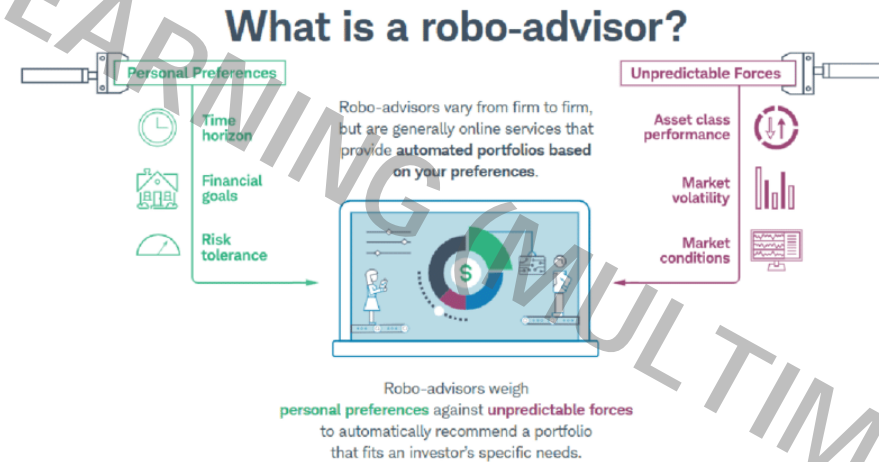 What is a robo-advisor?
Personal Preferences
Time
horizon
Financial
goals
Risk
tolerance
Robo-advisors vary from firm to firm,
but are generally online services that
provide automated portfolios based
on your preferences.
$
Unpredictable Forces
Asset class
performance
Market
volatility
Market
conditions
Robo-advisors weigh
personal preferences against unpredictable forces
to automatically recommend a portfolio
that fits an investor's specific needs.
EARNING (MULTIM